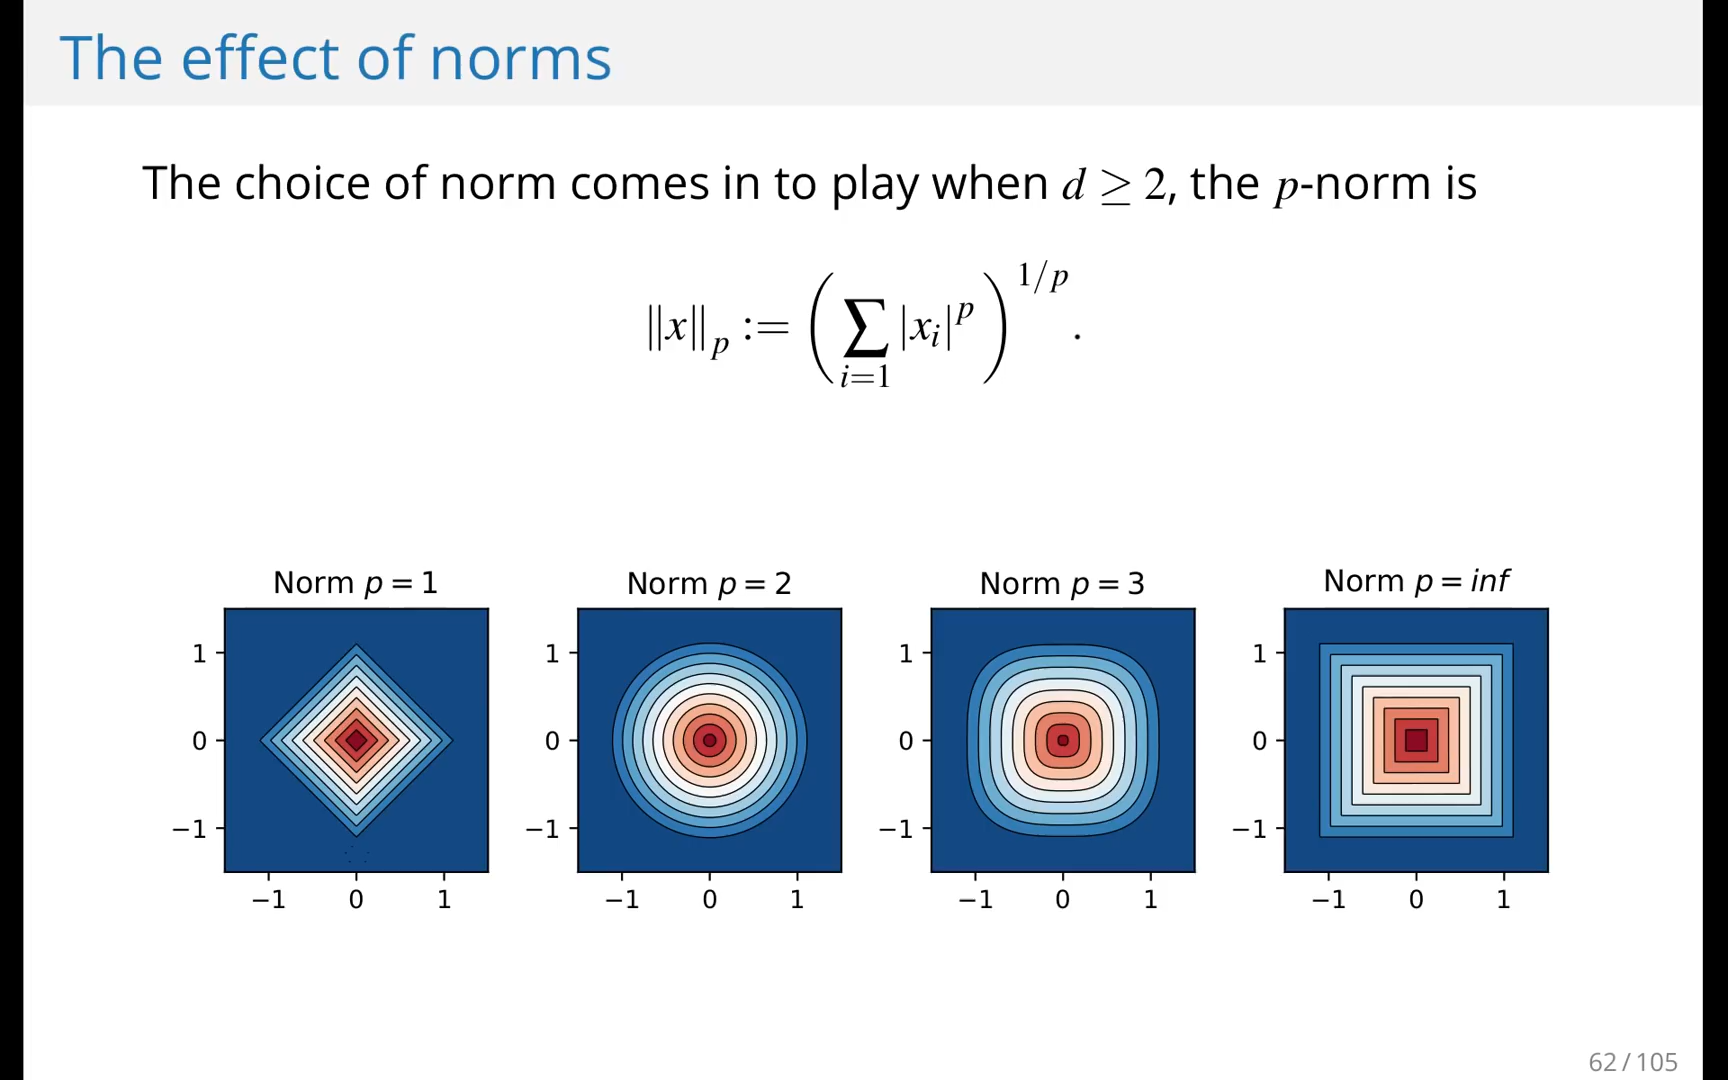 The effect of norms
The choice of norm comes in to play when d ≥ 2, the p-norm is
‖x‖_p := (∑_{i=1} |x_i|^p)^{1/p}.
Norm p = 1
Norm p = 2
Norm p = 3
Norm p = inf
1 0 −1
−1 0 1
1 0 −1
−1 0 1
1 0 −1
−1 0 1
1 0 −1
−1 0 1
62 / 105